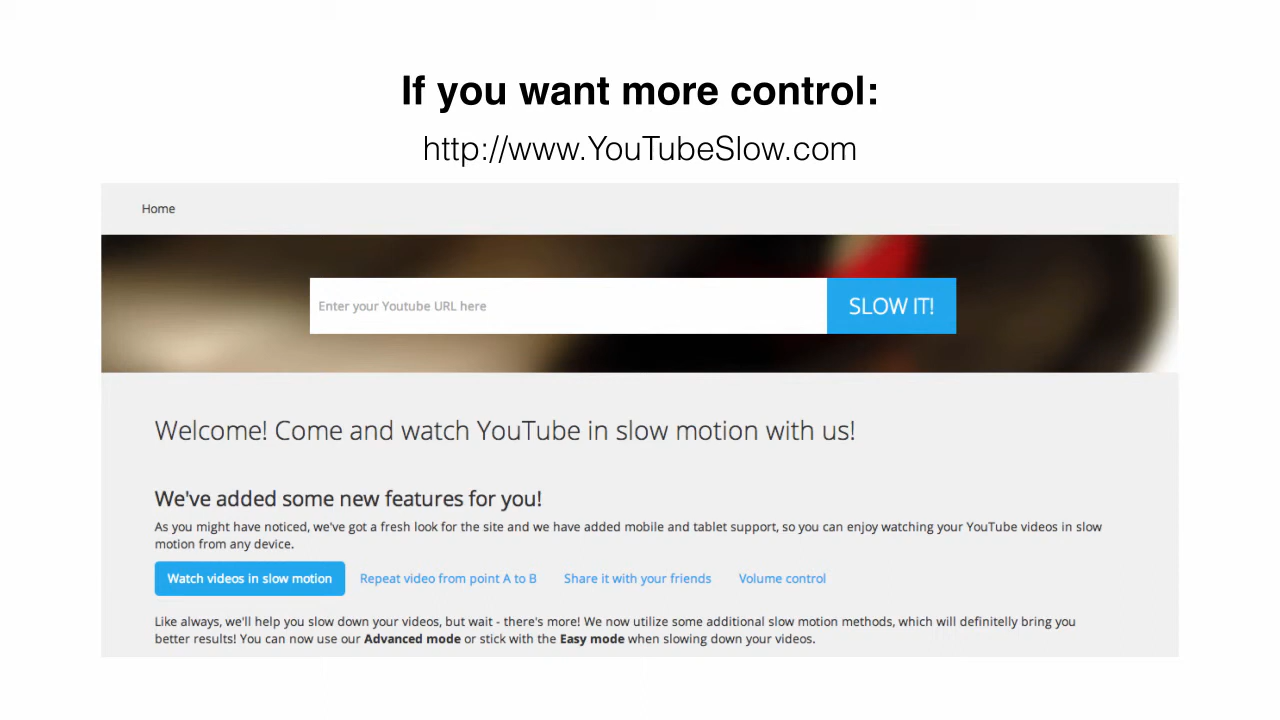 If you want more control:
http://www.YouTubeSlow.com
Home
Enter your Youtube URL here
SLOW IT!
Welcome! Come and watch YouTube in slow motion with us!
We've added some new features for you!
As you might have noticed, we've got a fresh look for the site and we have added mobile and tablet support, so you can enjoy watching your YouTube videos in slow
motion from any device.
Watch videos in slow motion Repeat video from point A to B Share it with your friends Volume control
Like always, we'll help you slow down your videos, but wait - there's more! We now utilize some additional slow motion methods, which will definitelly bring you
better results! You can now use our Advanced mode or stick with the Easy mode when slowing down your videos.